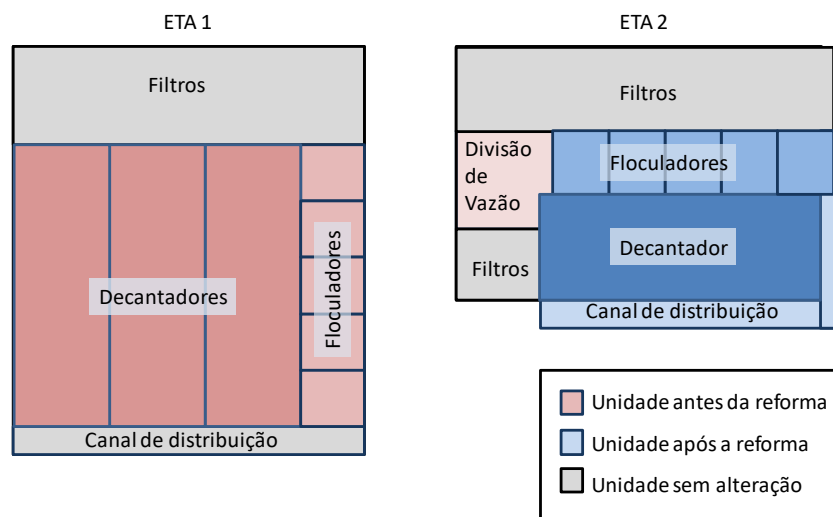 ETA 1
Filtros
Decantadores
Floculadores
Canal de distribuição
ETA 2
Filtros
Divisão
de
Vazão
Floculadores
Decantador
Filtros
Canal de distribuição
Unidade antes da reforma
Unidade após a reforma
Unidade sem alteração